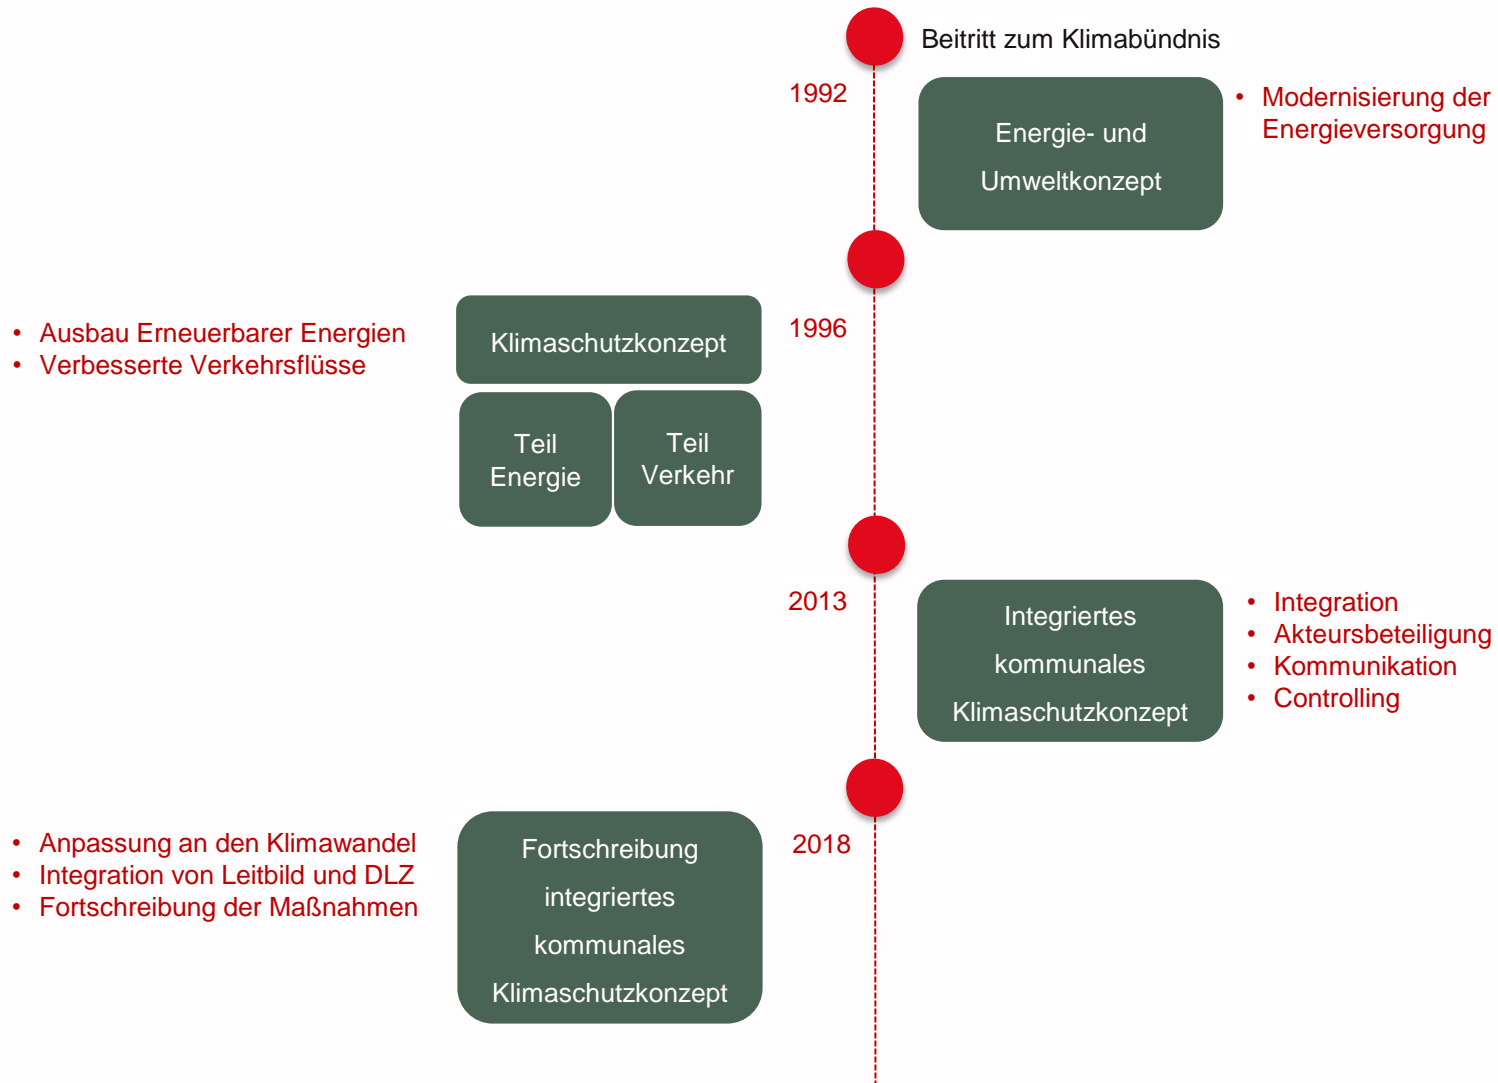 Beitritt zum Klimabündnis
1992
Energie- und
Umweltkonzept
• Modernisierung der
Energieversorgung
1996
Klimaschutzkonzept
Teil
Energie
Teil
Verkehr
• Ausbau Erneuerbarer Energien
• Verbesserte Verkehrsflüsse
2013
Integriertes
kommunales
Klimaschutzkonzept
• Integration
• Akteursbeteiligung
• Kommunikation
• Controlling
2018
Fortschreibung
integriertes
kommunales
Klimaschutzkonzept
• Anpassung an den Klimawandel
• Integration von Leitbild und DLZ
• Fortschreibung der Maßnahmen